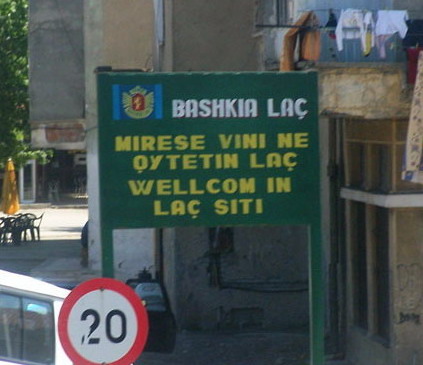 BASHKIA LAÇ
MIRESE VINI NE
QYTETIN LAÇ
WELLCOM IN
LAÇ SITI
20